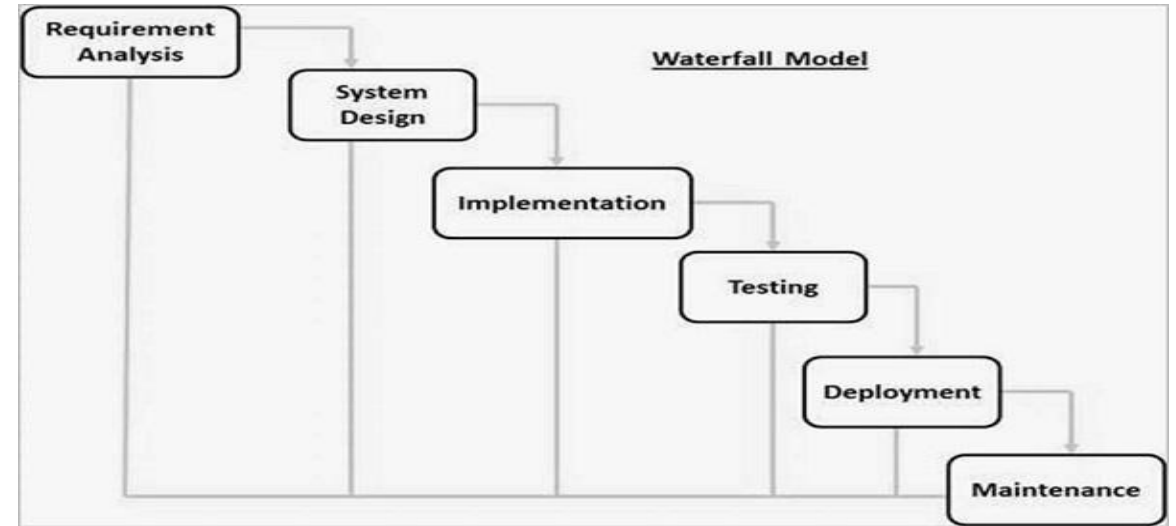 Requirement
Analysis
Waterfall Model
System
Design
Implementation
Testing
Deployment
Maintenance